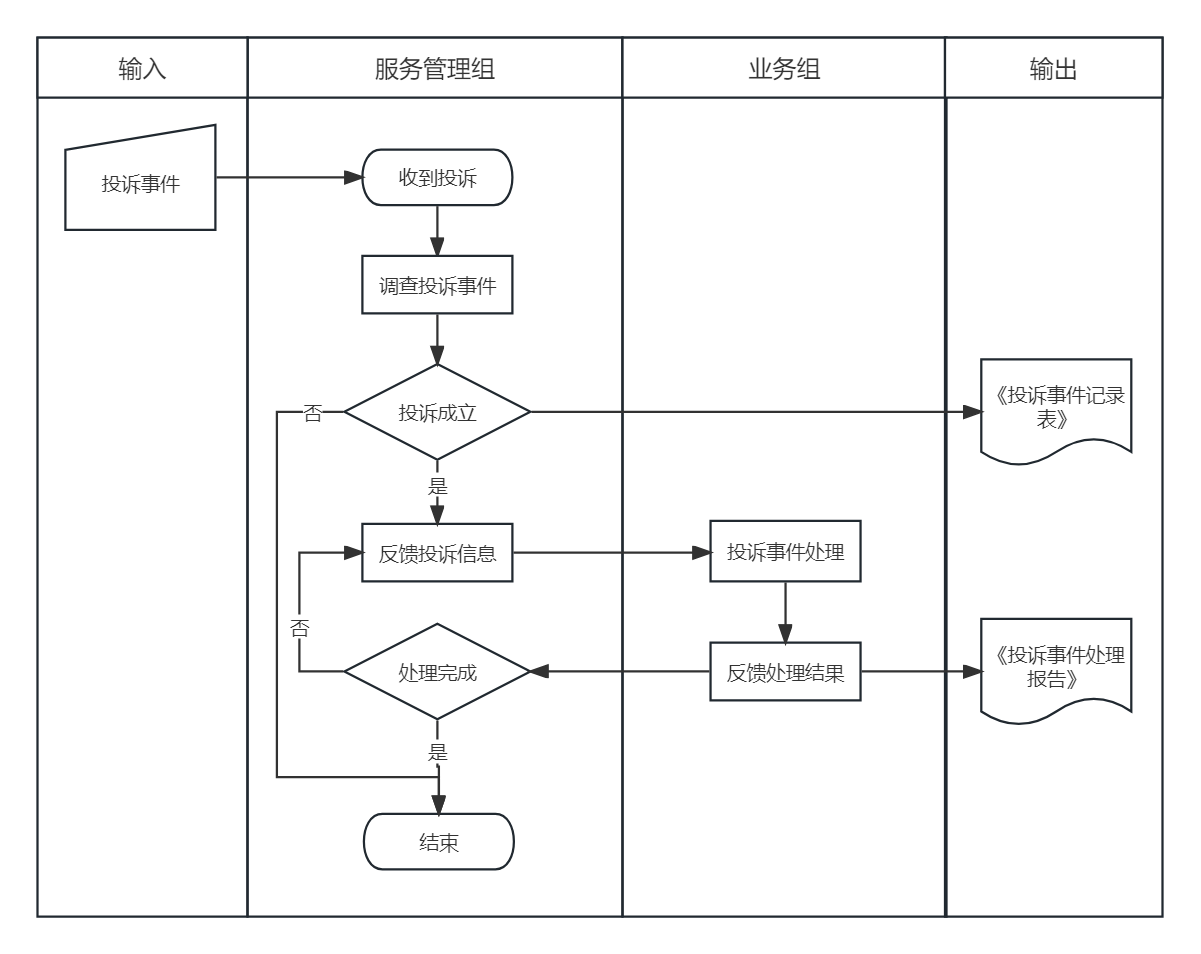 输入
服务管理组
业务组
输出
投诉事件
收到投诉
调查投诉事件
投诉成立
否
《投诉事件记录
表》
是
反馈投诉信息
投诉事件处理
否
处理完成
反馈处理结果
《投诉事件处理
报告》
是
结束